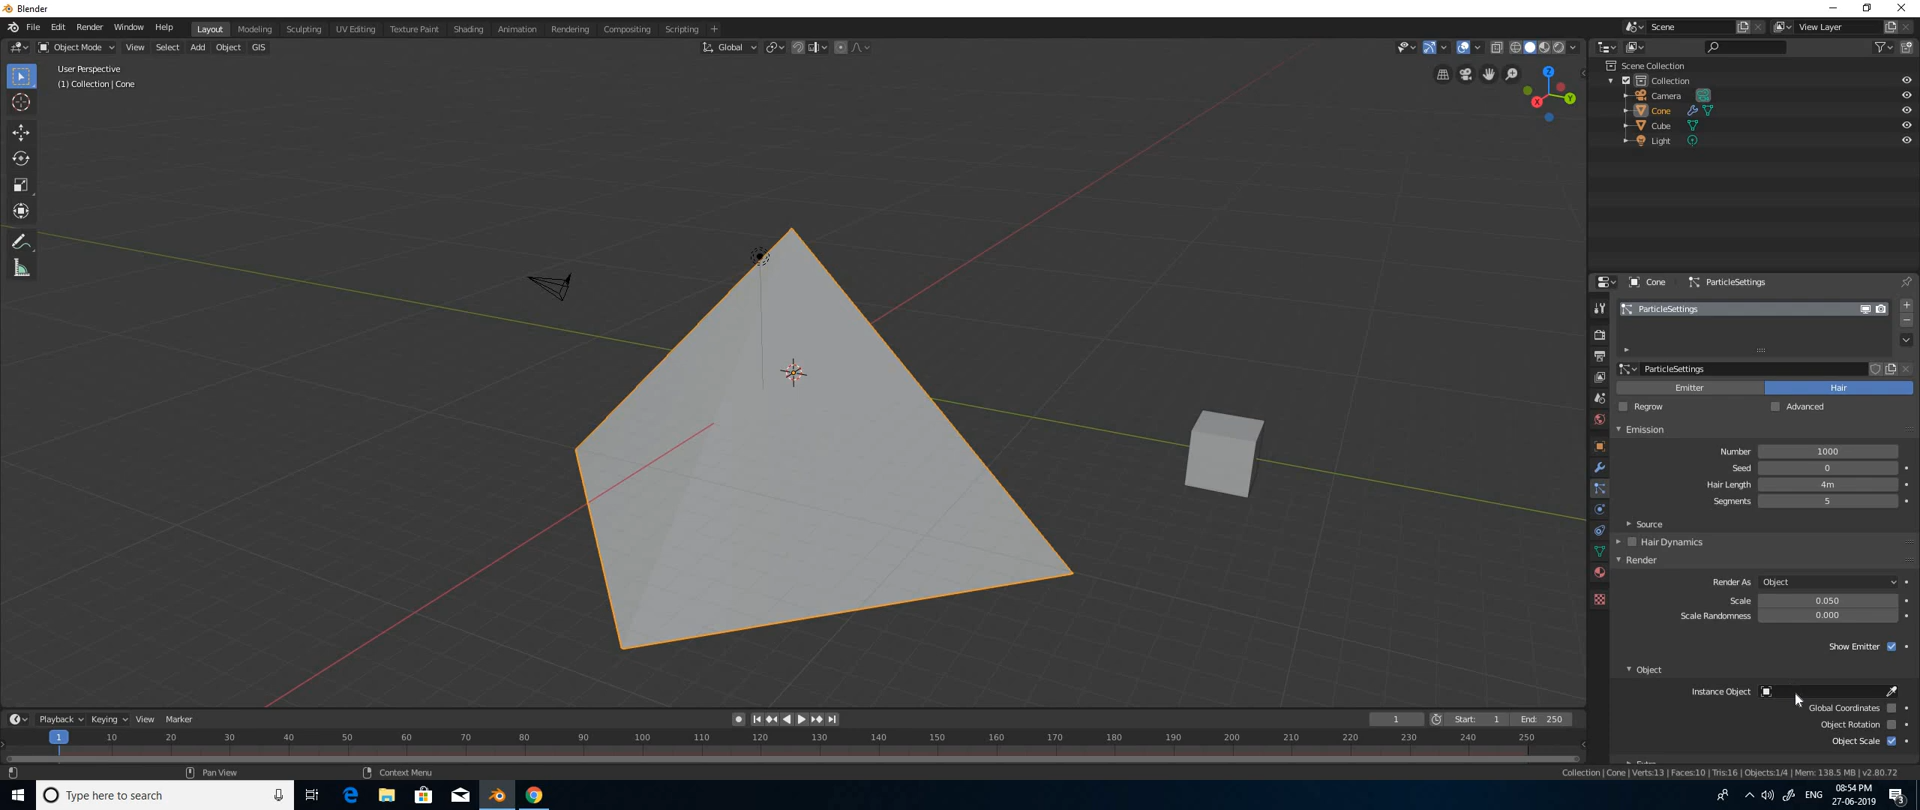 Blender
File Edit Render Window Help Layout Modeling Sculpting UV Editing Texture Paint Shading Animation Rendering Compositing Scripting + Scene View Layer
Object Mode View Select Add Object GIS Global
User Perspective
(1) Collection | Cone
Z
Y
X
Scene Collection
Collection
Camera
Cone
Cube
Light
Cone ParticleSettings
ParticleSettings
ParticleSettings
Emitter Hair
Regrow Advanced
Emission
Number 1000
Seed 0
Hair Length 4m
Segments 5
Source
Hair Dynamics
Render
Render As Object
Scale 0.050
Scale Randomness 0.000
Show Emitter
Object
Instance Object
Global Coordinates
Object Rotation
Object Scale
Playback Keying View Marker 1 Start: 1 End: 250
1 10 20 30 40 50 60 70 80 90 100 110 120 130 140 150 160 170 180 190 200 210 220 230 240 250
Pan View Context Menu Collection | Cone | Verts:13 | Faces:10 | Tris:16 | Objects:1/4 | Mem: 138.5 MB | v2.80.72
Type here to search ENG 08:54 PM
27-06-2019
3